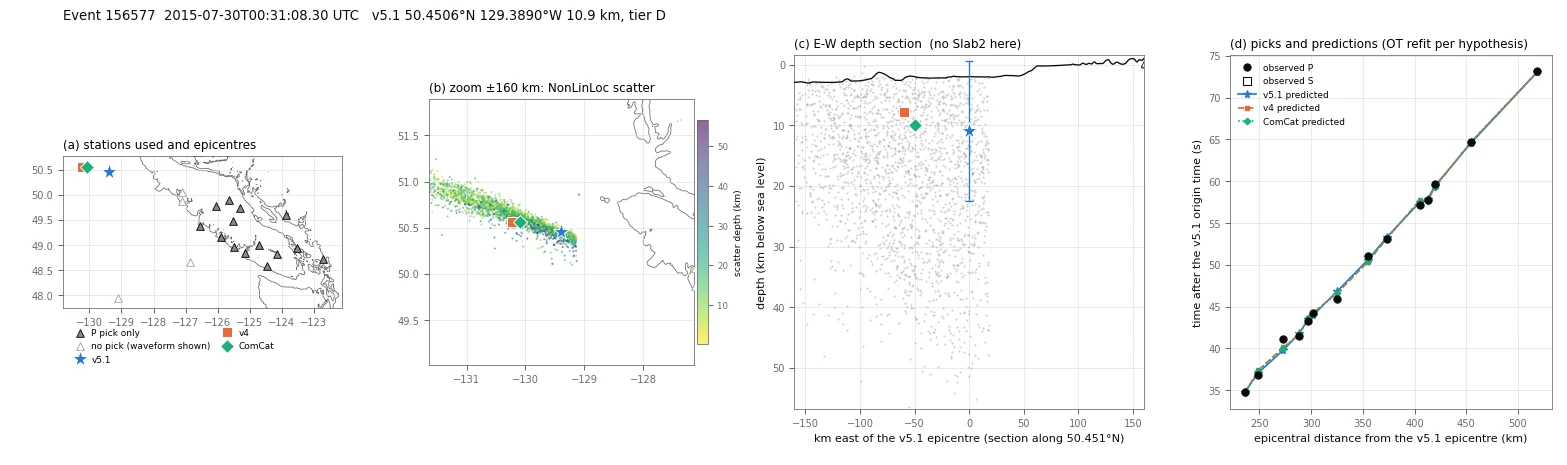 Event 156577  2015-07-30T00:31:08.30 UTC   v5.1 50.4506°N 129.3890°W 10.9 km, tier D
(a) stations used and epicentres
50.5
50.0
49.5
49.0
48.5
48.0
−130 −129 −128 −127 −126 −125 −124 −123
P pick only
no pick (waveform shown)
v5.1
v4
ComCat
(b) zoom ±160 km: NonLinLoc scatter
51.5
51.0
50.5
50.0
49.5
−131 −130 −129 −128
50
40
30
20
10
scatter depth (km)
(c) E-W depth section  (no Slab2 here)
0
10
20
30
40
50
depth (km below sea level)
−150 −100 −50 0 50 100 150
km east of the v5.1 epicentre (section along 50.451°N)
(d) picks and predictions (OT refit per hypothesis)
observed P
observed S
v5.1 predicted
v4 predicted
ComCat predicted
75
70
65
60
55
50
45
40
35
time after the v5.1 origin time (s)
250 300 350 400 450 500
epicentral distance from the v5.1 epicentre (km)